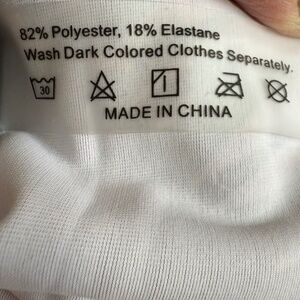 82% Polyester, 18% Elastane
Wash Dark Colored Clothes Separately.
30
MADE IN CHINA